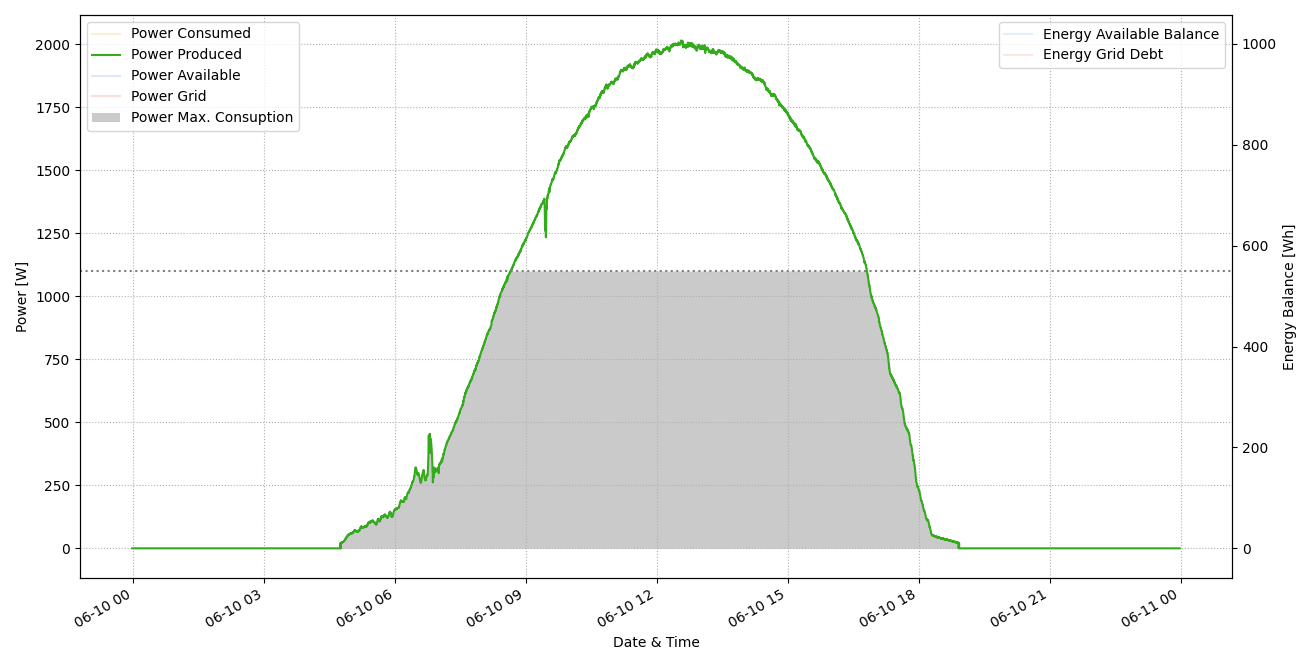 Power Consumed
Power Produced
Power Available
Power Grid
Power Max. Consuption
Energy Available Balance
Energy Grid Debt
2000
1750
1500
1250
1000
750
500
250
0
Power [W]
1000
800
600
400
200
0
Energy Balance [Wh]
06-10 00
06-10 03
06-10 06
06-10 09
06-10 12
06-10 15
06-10 18
06-10 21
06-11 00
Date & Time